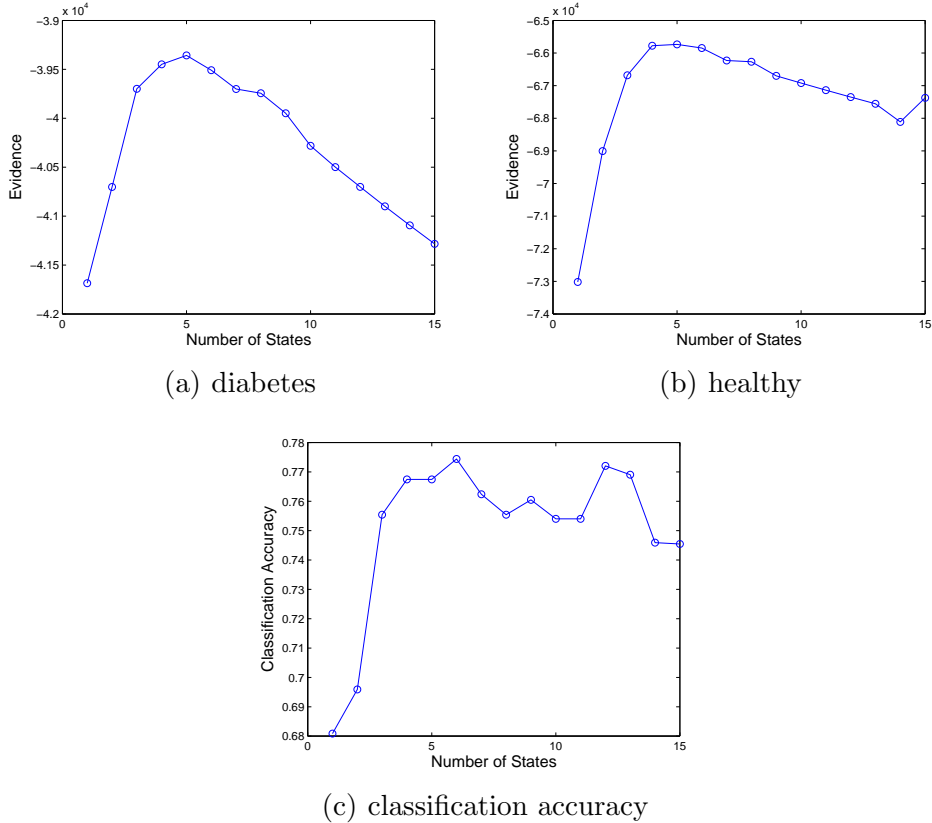 x 10⁴
−3.9
−3.95
−4
−4.05
−4.1
−4.15
−4.2
Evidence
0 5 10 15
Number of States
(a) diabetes
x 10⁴
−6.5
−6.6
−6.7
−6.8
−6.9
−7
−7.1
−7.2
−7.3
−7.4
Evidence
0 5 10 15
Number of States
(b) healthy
0.78
0.77
0.76
0.75
0.74
0.73
0.72
0.71
0.7
0.69
0.68
Classification Accuracy
0 5 10 15
Number of States
(c) classification accuracy